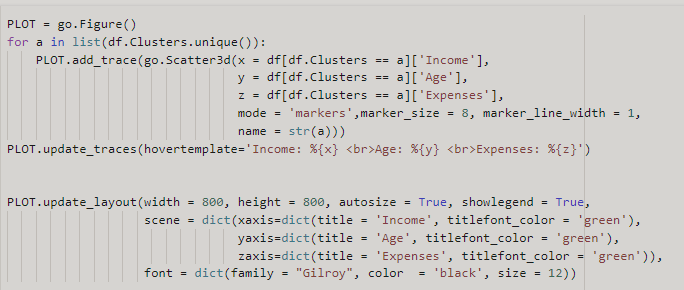 PLOT = go.Figure()
for a in list(df.Clusters.unique()):
    PLOT.add_trace(go.Scatter3d(x = df[df.Clusters == a]['Income'],
                                y = df[df.Clusters == a]['Age'],
                                z = df[df.Clusters == a]['Expenses'],
                                mode = 'markers',marker_size = 8, marker_line_width = 1,
                                name = str(a)))
PLOT.update_traces(hovertemplate='Income: %{x} <br>Age: %{y} <br>Expenses: %{z}')
PLOT.update_layout(width = 800, height = 800, autosize = True, showlegend = True,
                   scene = dict(xaxis=dict(title = 'Income', titlefont_color = 'green'),
                                yaxis=dict(title = 'Age', titlefont_color = 'green'),
                                zaxis=dict(title = 'Expenses', titlefont_color = 'green')),
                   font = dict(family = "Gilroy", color  = 'black', size = 12))